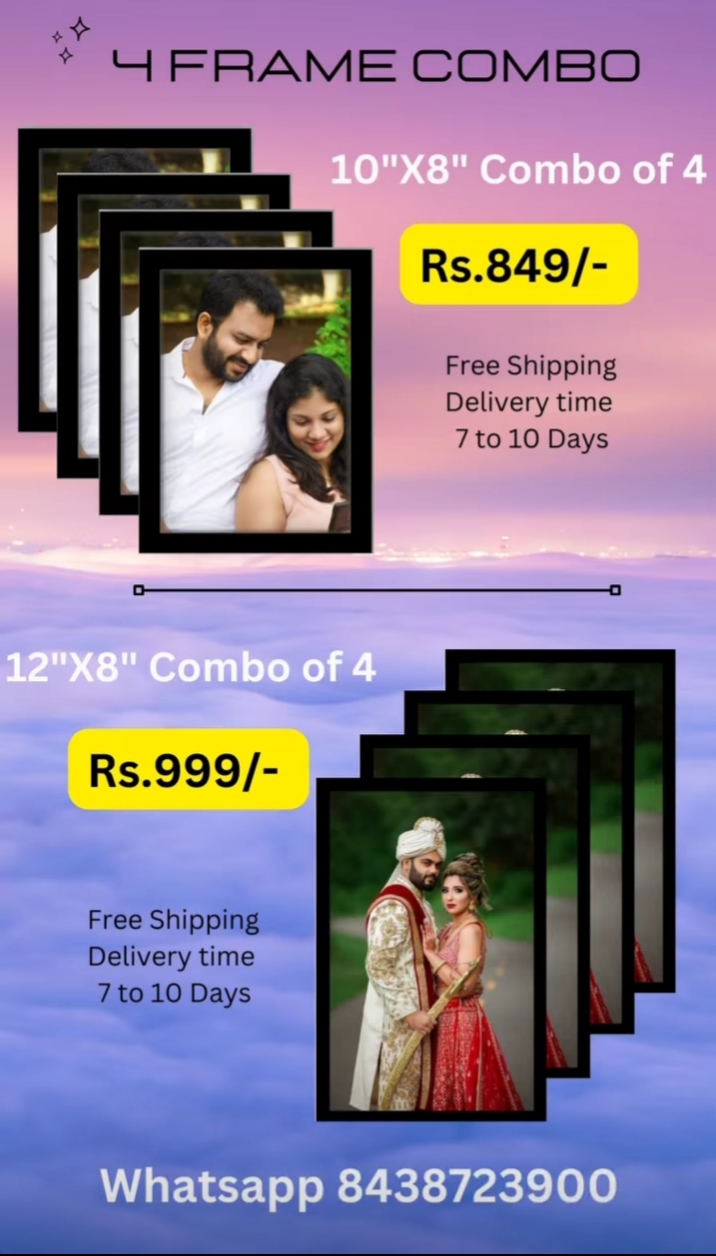 4 FRAME COMBO
10"X8" Combo of 4
Rs.849/-
Free Shipping
Delivery time
7 to 10 Days
12"X8" Combo of 4
Rs.999/-
Free Shipping
Delivery time
7 to 10 Days
Whatsapp 8438723900